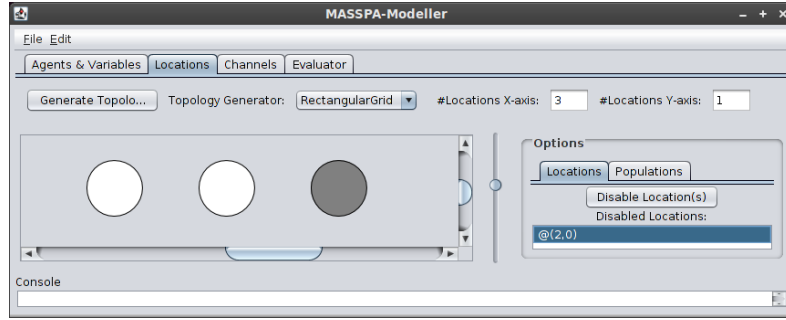 MASSPA-Modeller
File Edit
Agents & Variables Locations Channels Evaluator
Generate Topolo... Topology Generator: RectangularGrid #Locations X-axis: 3 #Locations Y-axis: 1
Options
Locations Populations
Disable Location(s)
Disabled Locations:
@(2,0)
Console